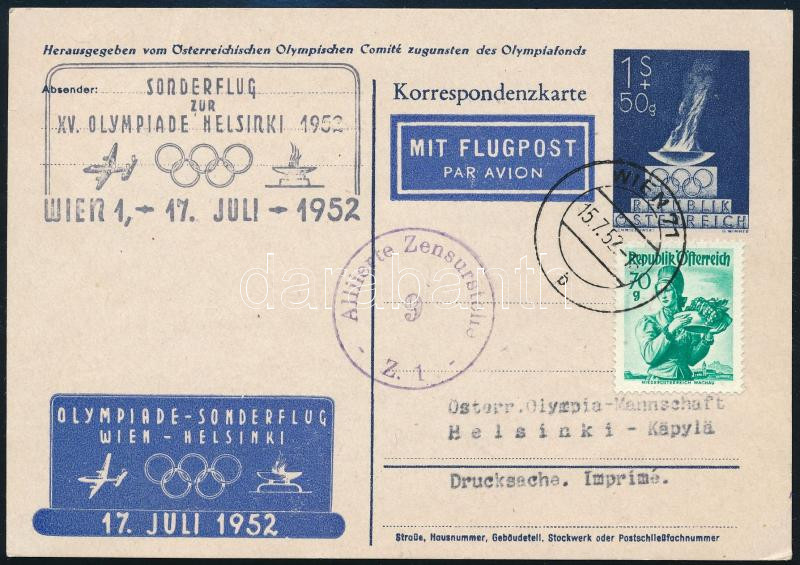 Herausgegeben vom Österreichischen Olympischen Comité zugunsten des Olympiafonds
Absender:
SONDERFLUG
ZUR
XV. OLYMPIADE HELSINKI 1952
WIEN 1, → 17. JULI → 1952
Korrespondenzkarte
MIT FLUGPOST
PAR AVION
1 S
+
50 g
REPUBLIK
ÖSTERREICH
WIEN 71
15.7.52
b
Republik Österreich
70
g
NIEDERÖSTERREICH WACHAU
Alliierte Zensurstelle
9
- Z. 1 -
darabanth
OLYMPIADE-SONDERFLUG
WIEN - HELSINKI
17. JULI 1952
Österr.Olympia-Mannschaft
Helsinki - Käpylä
Drucksache. Imprimé.
Straße, Hausnummer, Gebäudeteil, Stockwerk oder Postschließfachnummer